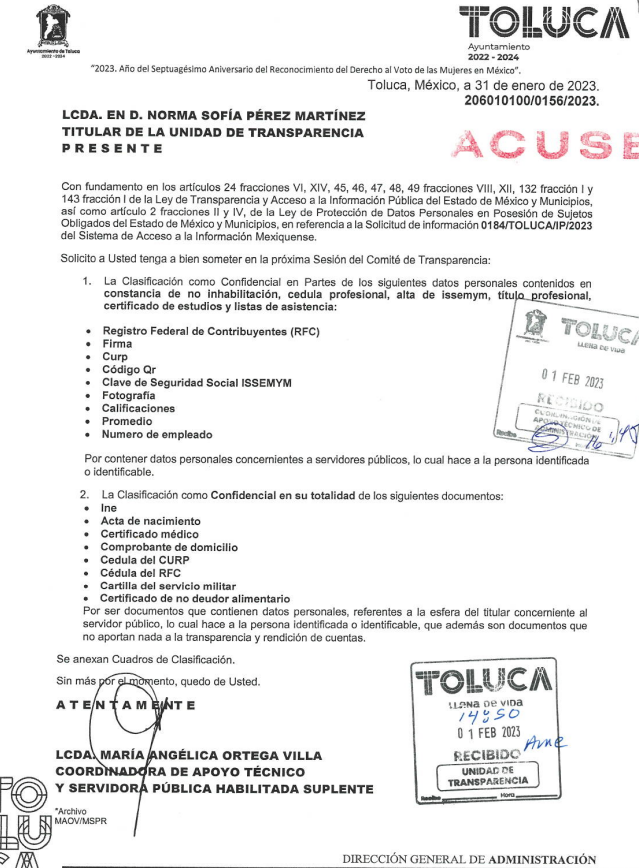 Ayuntamiento de Toluca
2022 - 2024
TOLUCA
Ayuntamiento
2022 - 2024
"2023. Año del Septuagésimo Aniversario del Reconocimiento del Derecho al Voto de las Mujeres en México".
Toluca, México, a 31 de enero de 2023.
206010100/0156/2023.
LCDA. EN D. NORMA SOFÍA PÉREZ MARTÍNEZ
TITULAR DE LA UNIDAD DE TRANSPARENCIA
P R E S E N T E
ACUSE
Con fundamento en los artículos 24 fracciones VI, XIV, 45, 46, 47, 48, 49 fracciones VIII, XII, 132 fracción I y
143 fracción I de la Ley de Transparencia y Acceso a la Información Pública del Estado de México y Municipios,
así como artículo 2 fracciones II y IV, de la Ley de Protección de Datos Personales en Posesión de Sujetos
Obligados del Estado de México y Municipios, en referencia a la Solicitud de información 0184/TOLUCA/IP/2023
del Sistema de Acceso a la Información Mexiquense.
Solicito a Usted tenga a bien someter en la próxima Sesión del Comité de Transparencia:
1. La Clasificación como Confidencial en Partes de los siguientes datos personales contenidos en
constancia de no inhabilitación, cedula profesional, alta de issemym, título profesional,
certificado de estudios y listas de asistencia:
• Registro Federal de Contribuyentes (RFC)
• Firma
• Curp
• Código Qr
• Clave de Seguridad Social ISSEMYM
• Fotografía
• Calificaciones
• Promedio
• Numero de empleado
TOLUCA
LLENA DE VIDA
01 FEB 2023
RECIBIDO
COORDINACIÓN DE
APOYO TÉCNICO DE
ADMINISTRACIÓN
Recibe
Por contener datos personales concernientes a servidores públicos, lo cual hace a la persona identificada
o identificable.
2. La Clasificación como Confidencial en su totalidad de los siguientes documentos:
• Ine
• Acta de nacimiento
• Certificado médico
• Comprobante de domicilio
• Cedula del CURP
• Cédula del RFC
• Cartilla del servicio militar
• Certificado de no deudor alimentario
Por ser documentos que contienen datos personales, referentes a la esfera del titular concerniente al
servidor público, lo cual hace a la persona identificada o identificable, que además son documentos que
no aportan nada a la transparencia y rendición de cuentas.
Se anexan Cuadros de Clasificación.
Sin más por el momento, quedo de Usted.
A T E N T A M E N T E
LCDA. MARÍA ANGÉLICA ORTEGA VILLA
COORDINADORA DE APOYO TÉCNICO
Y SERVIDORA PÚBLICA HABILITADA SUPLENTE
*Archivo
MAOV/MSPR
TOLUCA
LLENA DE VIDA
14:50
01 FEB 2023
RECIBIDO
UNIDAD DE
TRANSPARENCIA
Recibe Hora
TOLUCA
DIRECCIÓN GENERAL DE ADMINISTRACIÓN